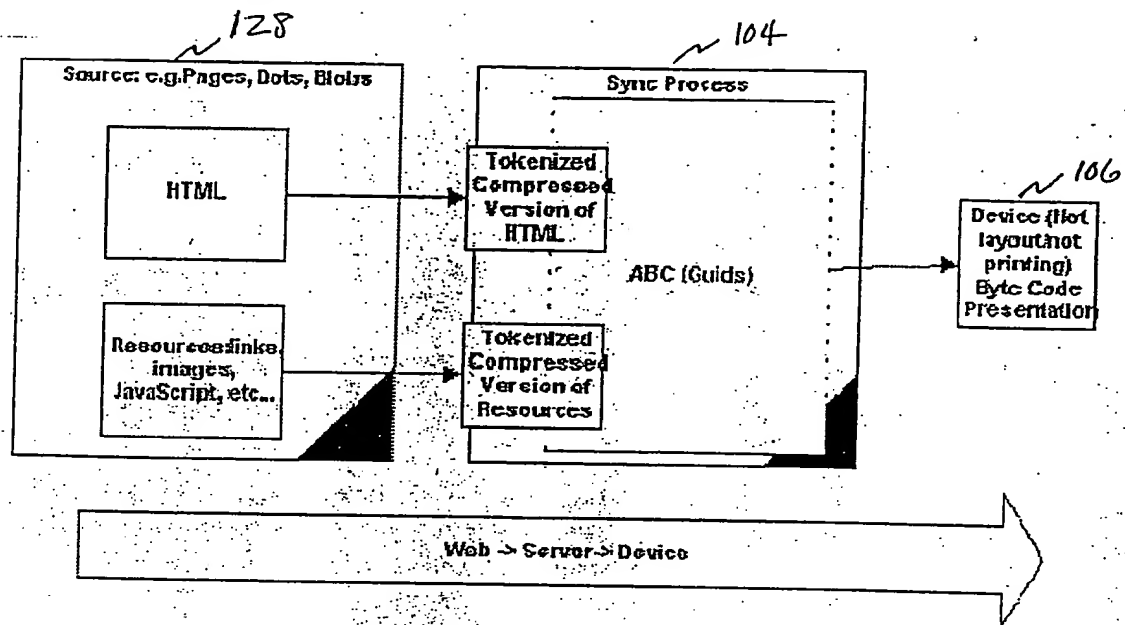 128
Source: e.g.Pages, Dots, Blobs
HTML
Resources/links,
images,
JavaScript, etc...
104
Sync Process
Tokenized
Compressed
Version of
HTML
ABC (Guids)
Tokenized
Compressed
Version of
Resources
106
Device (Not
layout/not
printing)
Byte Code
Presentation
Web -> Server-> Device